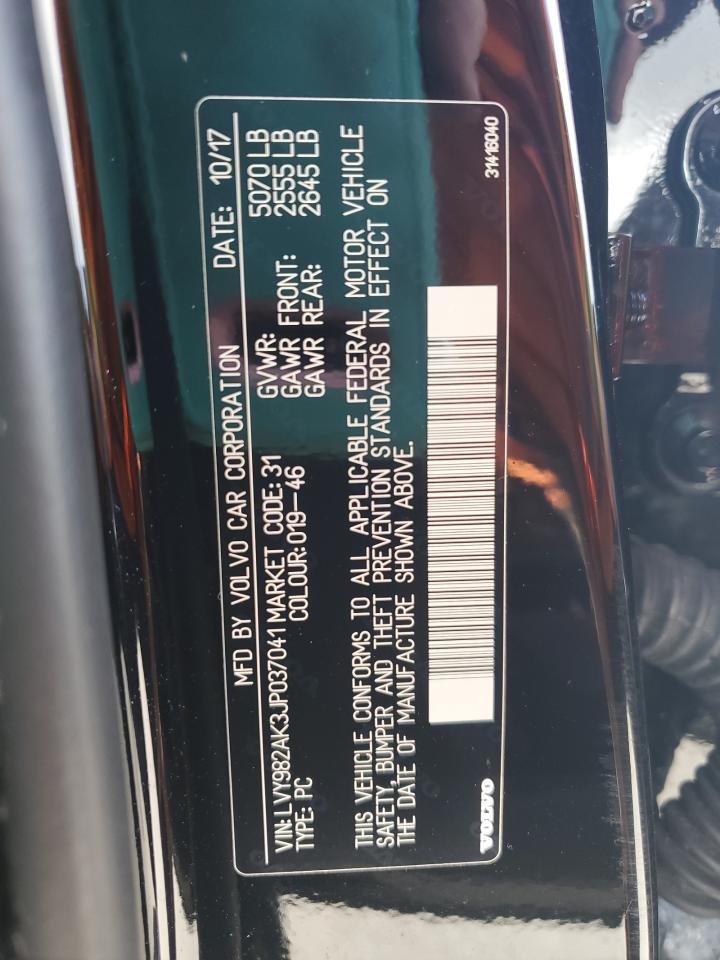 MFD BY VOLVO CAR CORPORATION DATE: 10/17
VIN: LVY982AK3JP037041 MARKET CODE: 31 GVWR: 5070 LB
TYPE: PC COLOUR: 019-46 GAWR FRONT: 2555 LB
GAWR REAR: 2645 LB
THIS VEHICLE CONFORMS TO ALL APPLICABLE FEDERAL MOTOR VEHICLE
SAFETY, BUMPER AND THEFT PREVENTION STANDARDS IN EFFECT ON
THE DATE OF MANUFACTURE SHOWN ABOVE.
VOLVO 31416040